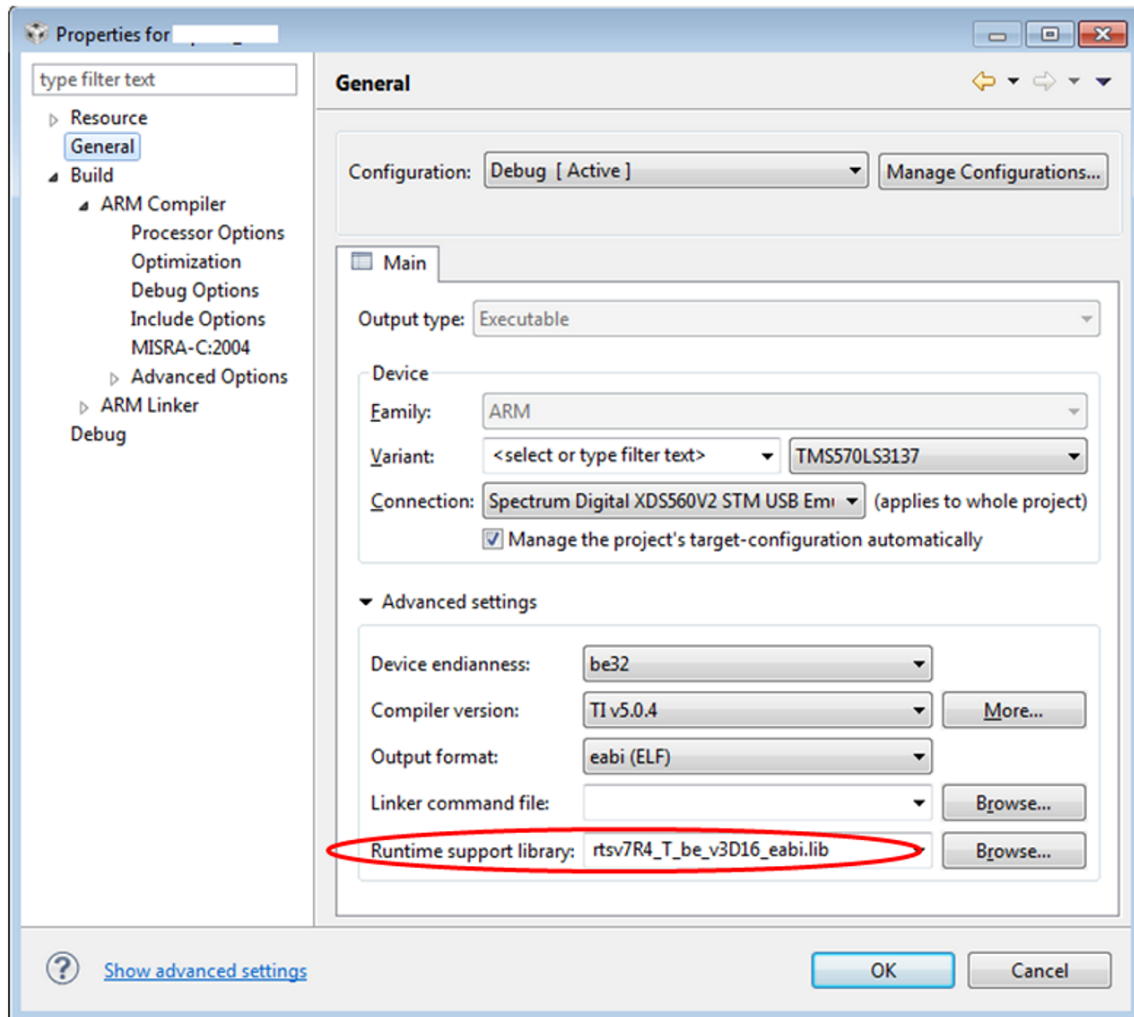 Properties for
type filter text
General
Resource
General
Build
ARM Compiler
Processor Options
Optimization
Debug Options
Include Options
MISRA-C:2004
Advanced Options
ARM Linker
Debug
Configuration: Debug [ Active ] Manage Configurations...
Main
Output type: Executable
Device
Family: ARM
Variant: <select or type filter text> TMS570LS3137
Connection: Spectrum Digital XDS560V2 STM USB Emu (applies to whole project)
Manage the project's target-configuration automatically
Advanced settings
Device endianness: be32
Compiler version: TI v5.0.4 More...
Output format: eabi (ELF)
Linker command file: Browse...
Runtime support library: rtsv7R4_T_be_v3D16_eabi.lib Browse...
? Show advanced settings OK Cancel